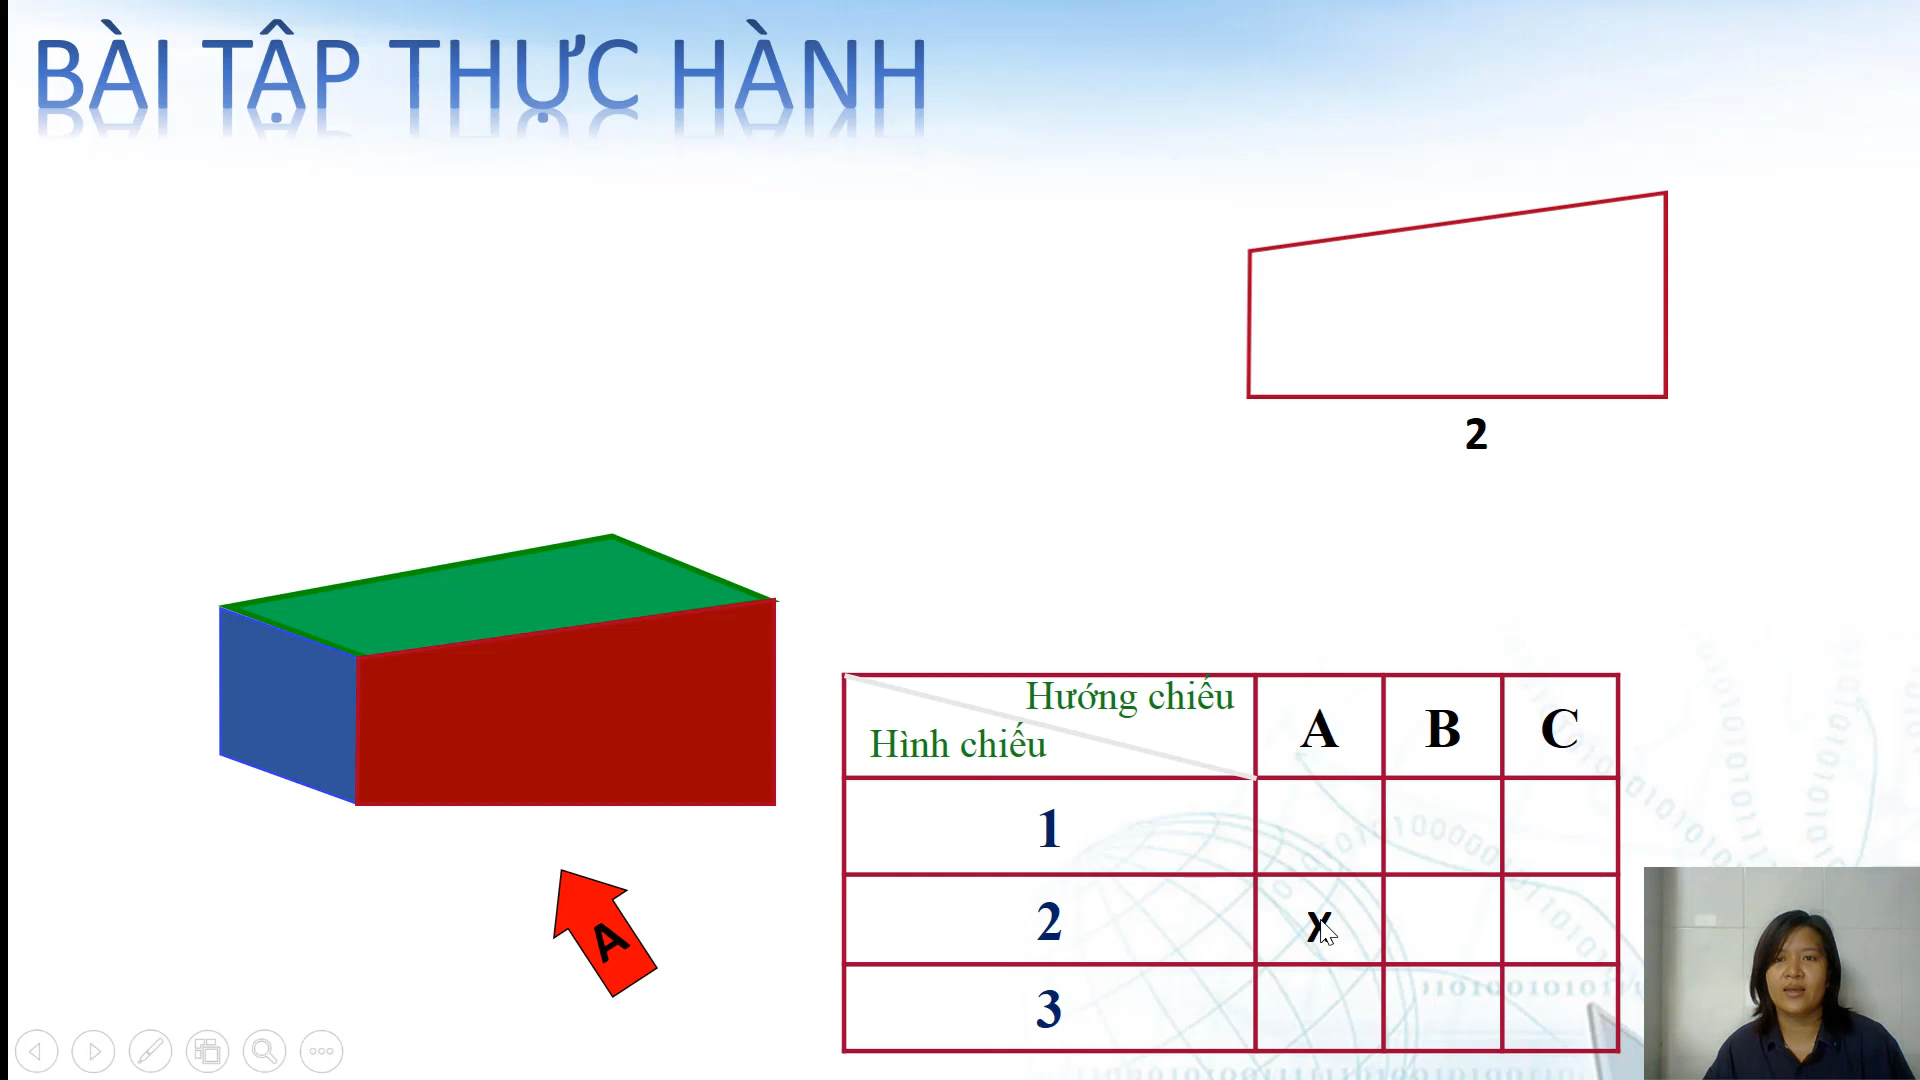 BÀI TẬP THỰC HÀNH
2
A
Hướng chiếu
Hình chiếu
A
B
C
1
2
x
3